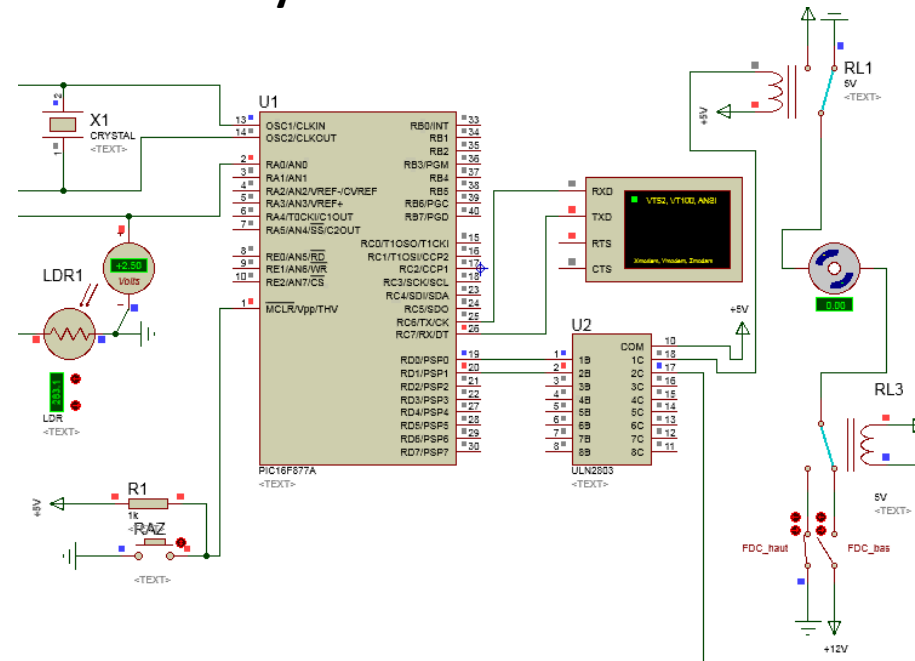 X1
CRYSTAL
<TEXT>
2
1
U1
13
OSC1/CLKIN
14
OSC2/CLKOUT
2
RA0/AN0
3
RA1/AN1
4
RA2/AN2/VREF-/CVREF
5
RA3/AN3/VREF+
6
RA4/T0CKI/C1OUT
7
RA5/AN4/SS/C2OUT
8
RE0/AN5/RD
9
RE1/AN6/WR
10
RE2/AN7/CS
1
MCLR/Vpp/THV
RB0/INT
33
RB1
34
RB2
35
RB3/PGM
36
RB4
37
RB5
38
RB6/PGC
39
RB7/PGD
40
RC0/T1OSO/T1CKI
15
RC1/T1OSI/CCP2
16
RC2/CCP1
17
RC3/SCK/SCL
18
RC4/SDI/SDA
23
RC5/SDO
24
RC6/TX/CK
25
RC7/RX/DT
26
RD0/PSP0
19
RD1/PSP1
20
RD2/PSP2
21
RD3/PSP3
22
RD4/PSP4
27
RD5/PSP5
28
RD6/PSP6
29
RD7/PSP7
30
PIC16F877A
<TEXT>
LDR1
+2.50
Volts
LDR
<TEXT>
+5V
R1
1k
RAZ
<TEXT>
RXD
TXD
RTS
CTS
VT52, VT100, ANSI
Xmodem, Ymodem, Zmodem
U2
1
1B
2
2B
3
3B
4
4B
5
5B
6
6B
7
7B
8
8B
COM
10
1C
18
2C
17
3C
16
4C
15
5C
14
6C
13
7C
12
8C
11
ULN2803
<TEXT>
+5V
+5V
RL1
5V
<TEXT>
0.00
RL3
5V
<TEXT>
FDC_haut
FDC_bas
+12V